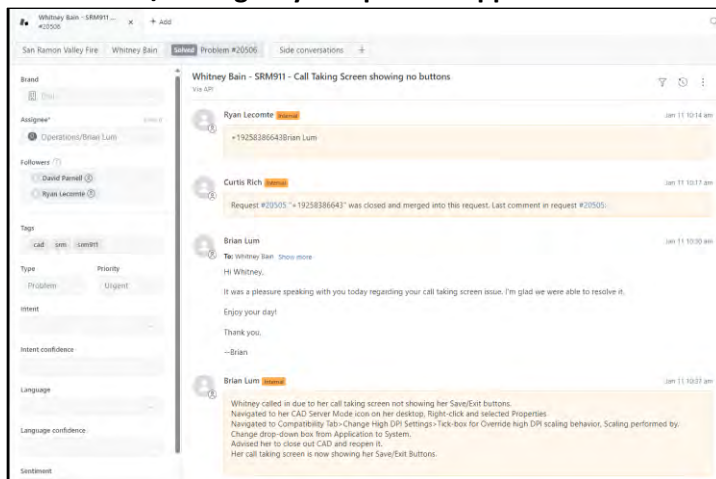 Whitney Bain - SRM911 ...
#20506
+ Add
San Ramon Valley Fire
Whitney Bain
Solved Problem #20506
Side conversations +
Brand
Assignee*
Operations/Brian Lum
Followers
David Parnell
Ryan Lecomte
Tags
cad srm srm911
Type
Priority
Problem
Urgent
Intent
Intent confidence
Language
Language confidence
Sentiment
Whitney Bain - SRM911 - Call Taking Screen showing no buttons
Via API
Ryan Lecomte Internal
Jan 11 10:14 am
+19258386643Brian Lum
Curtis Rich Internal
Jan 11 10:17 am
Request #20505 "+19258386643" was closed and merged into this request. Last comment in request #20505:
Brian Lum
Jan 11 10:30 am
To: Whitney Bain Show more
Hi Whitney,
It was a pleasure speaking with you today regarding your call taking screen issue. I'm glad we were able to resolve it.
Enjoy your day!
Thank you,
--Brian
Brian Lum Internal
Jan 11 10:37 am
Whitney called in due to her call taking screen not showing her Save/Exit buttons.
Navigated to her CAD Server Mode icon on her desktop, Right-click and selected Properties
Navigated to Compatibility Tab>Change High DPI Settings>Tick-box for Override high DPI scaling behavior, Scaling performed by:
Change drop-down box from Application to System.
Advised her to close out CAD and reopen it.
Her call taking screen is now showing her Save/Exit Buttons.